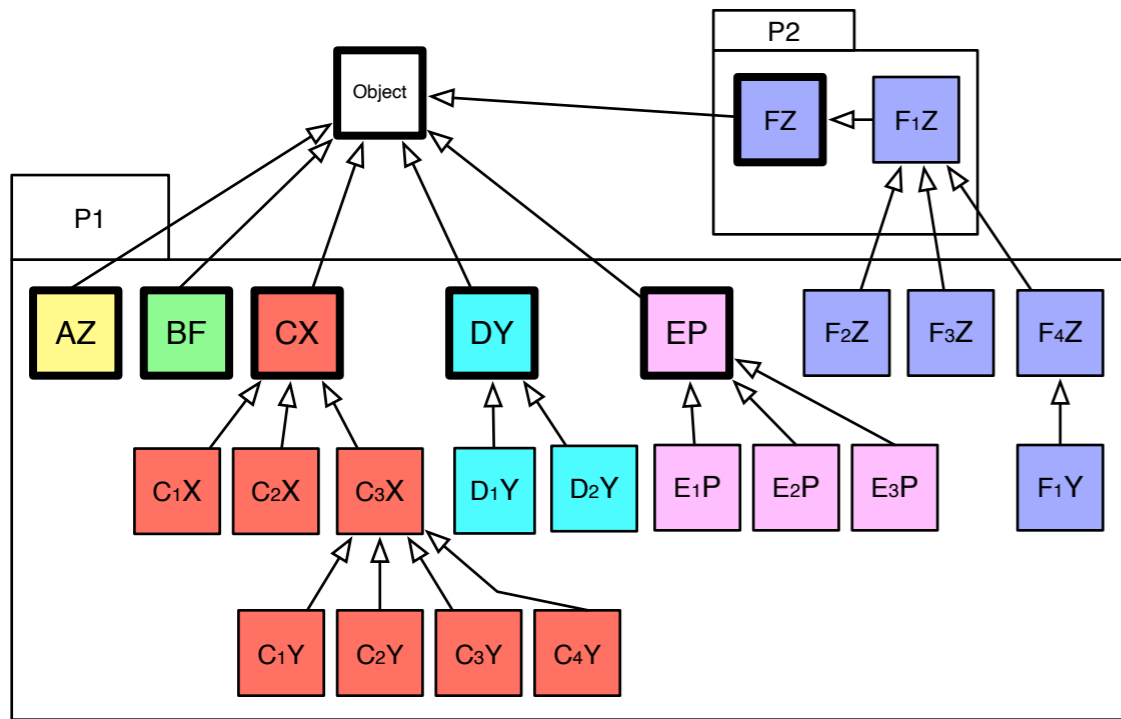 P2
Object
FZ
F1Z
P1
AZ
BF
CX
DY
EP
F2Z
F3Z
F4Z
C1X
C2X
C3X
D1Y
D2Y
E1P
E2P
E3P
F1Y
C1Y
C2Y
C3Y
C4Y